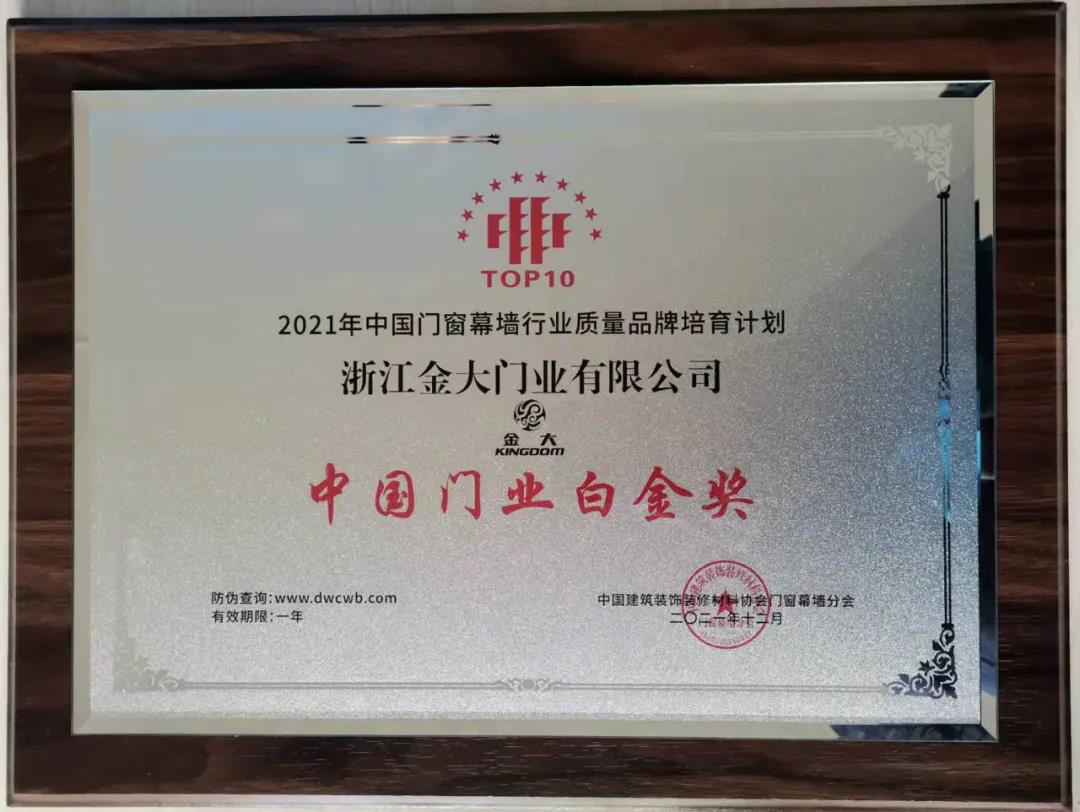 TOP10
2021年中国门窗幕墙行业质量品牌培育计划
浙江金大门业有限公司
金大
KINGDOM
中国门业白金奖
防伪查询:www.dwcwb.com
有效期限:一年
中国建筑装饰装修材料协会门窗幕墙分会
二〇二一年十二月